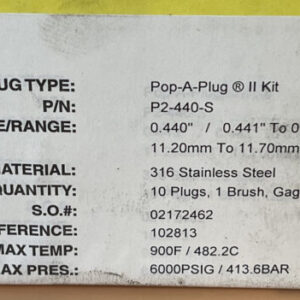 UG TYPE: Pop-A-Plug ® II Kit
P/N: P2-440-S
E/RANGE: 0.440" / 0.441" To 0
11.20mm To 11.70mm
ATERIAL: 316 Stainless Steel
QUANTITY: 10 Plugs, 1 Brush, Gag
S.O.#: 02172462
FERENCE: 102813
MAX TEMP: 900F / 482.2C
AX PRES.: 6000PSIG / 413.6BAR